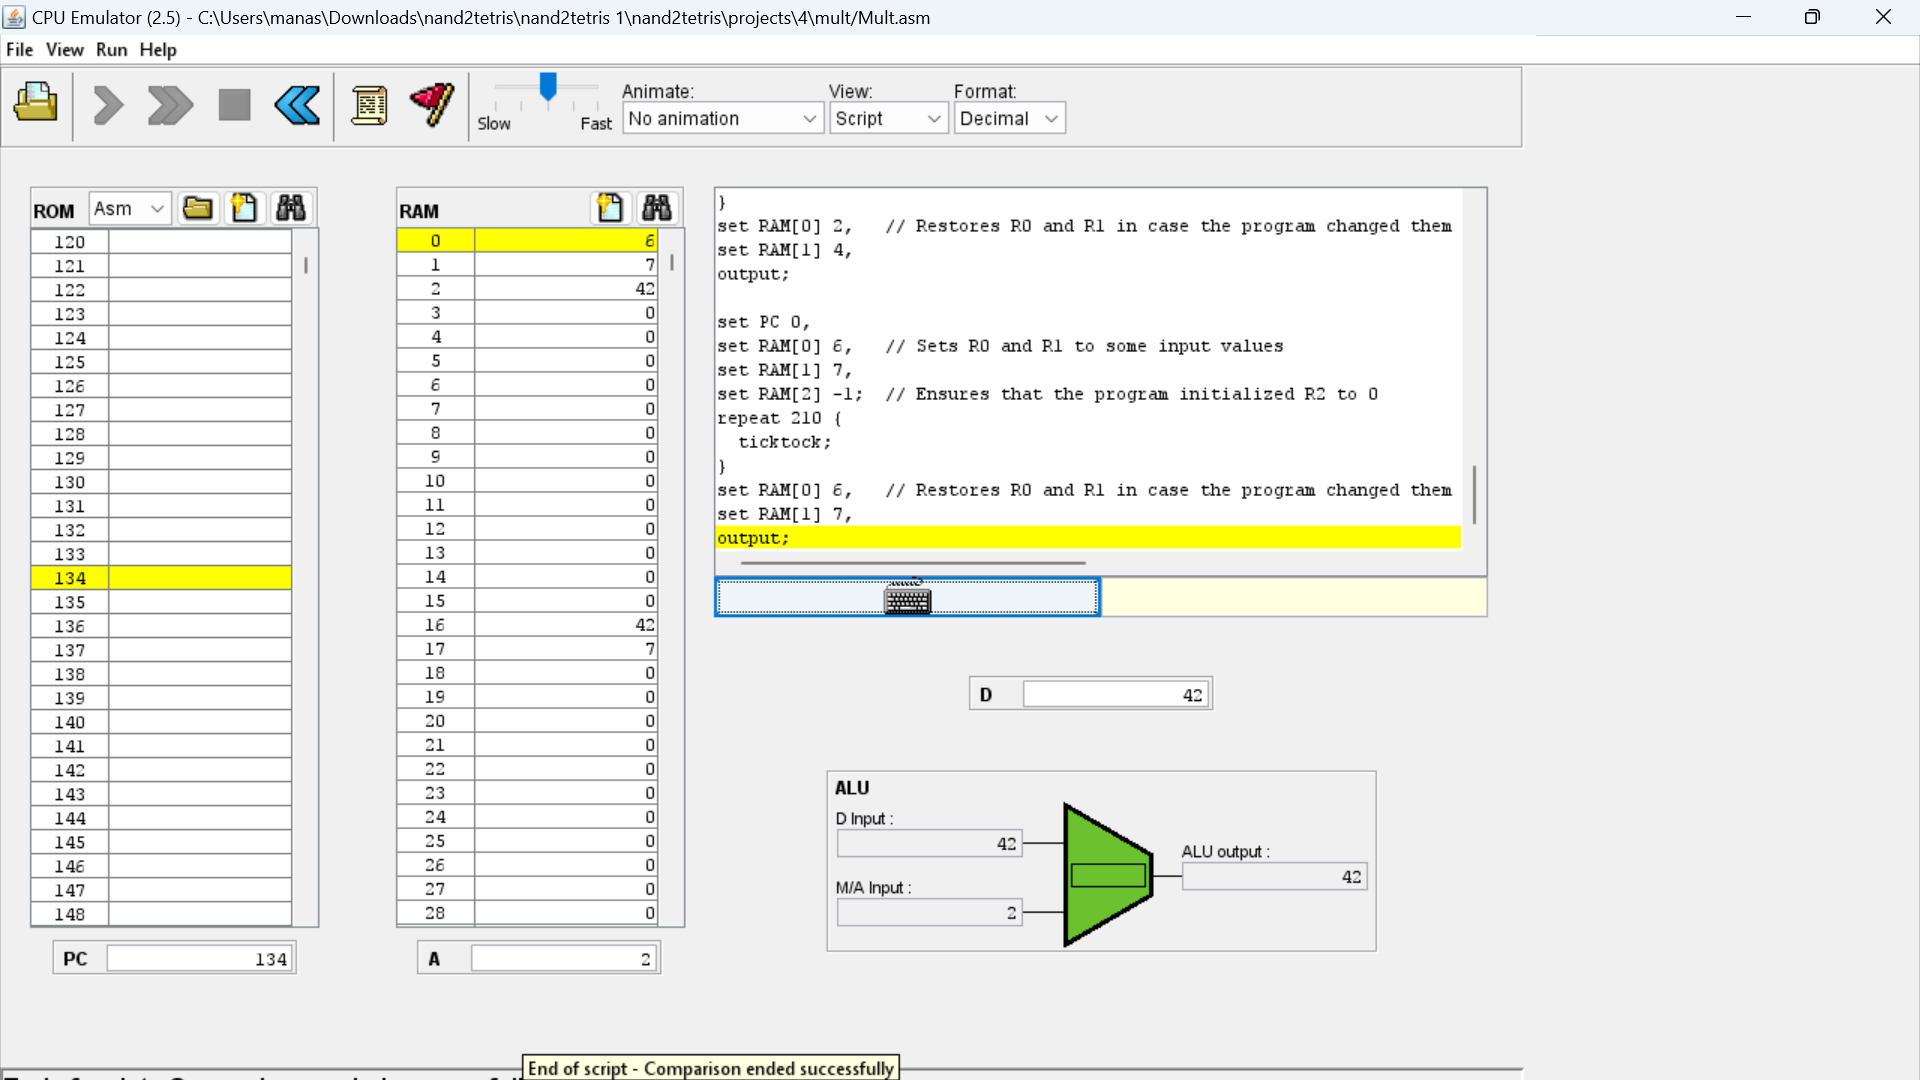 CPU Emulator (2.5) - C:\Users\manas\Downloads\nand2tetris\nand2tetris 1\nand2tetris\projects\4\mult/Mult.asm
File View Run Help
Slow
Fast
Animate:
No animation
View:
Script
Format:
Decimal
ROM
Asm
120
121
122
123
124
125
126
127
128
129
130
131
132
133
134
135
136
137
138
139
140
141
142
143
144
145
146
147
148
PC 134
RAM
0 6
1 7
2 42
3 0
4 0
5 0
6 0
7 0
8 0
9 0
10 0
11 0
12 0
13 0
14 0
15 0
16 42
17 7
18 0
19 0
20 0
21 0
22 0
23 0
24 0
25 0
26 0
27 0
28 0
A 2
}
set RAM[0] 2,   // Restores R0 and R1 in case the program changed them
set RAM[1] 4,
output;
set PC 0,
set RAM[0] 6,   // Sets R0 and R1 to some input values
set RAM[1] 7,
set RAM[2] -1;  // Ensures that the program initialized R2 to 0
repeat 210 {
  ticktock;
}
set RAM[0] 6,   // Restores R0 and R1 in case the program changed them
set RAM[1] 7,
output;
D 42
ALU
D Input :
42
M/A Input :
2
ALU output :
42
End of script - Comparison ended successfully